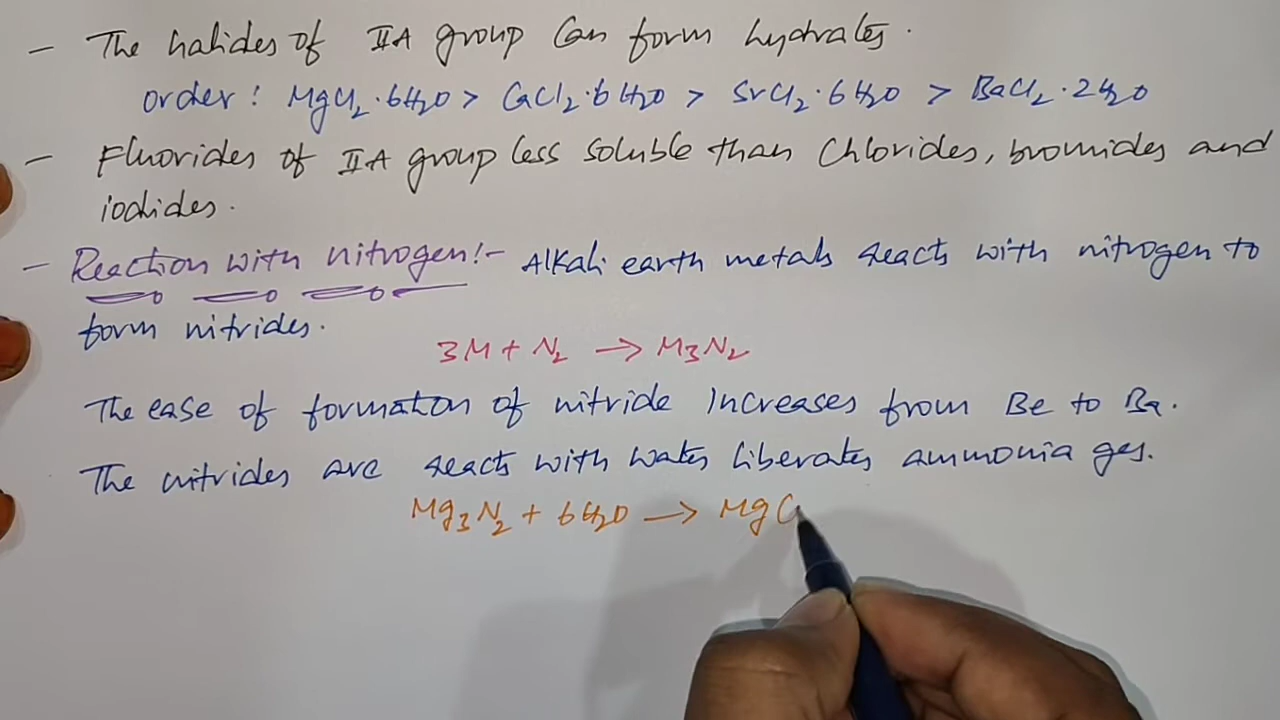 - The halides of IIA group Can form hydrates.
order: MgCl₂·6H₂O > CaCl₂·6H₂O > SrCl₂·6H₂O > BaCl₂·2H₂O
- Fluorides of IIA group less soluble than Chlorides, bromides and
iodides.
- Reaction with nitrogen:- Alkali earth metals reacts with nitrogen to
form nitrides.
3M + N₂ → M₃N₂
The ease of formation of nitride increases from Be to Ba.
The nitrides are reacts with water liberates ammonia gas.
Mg₃N₂ + 6H₂O → Mg